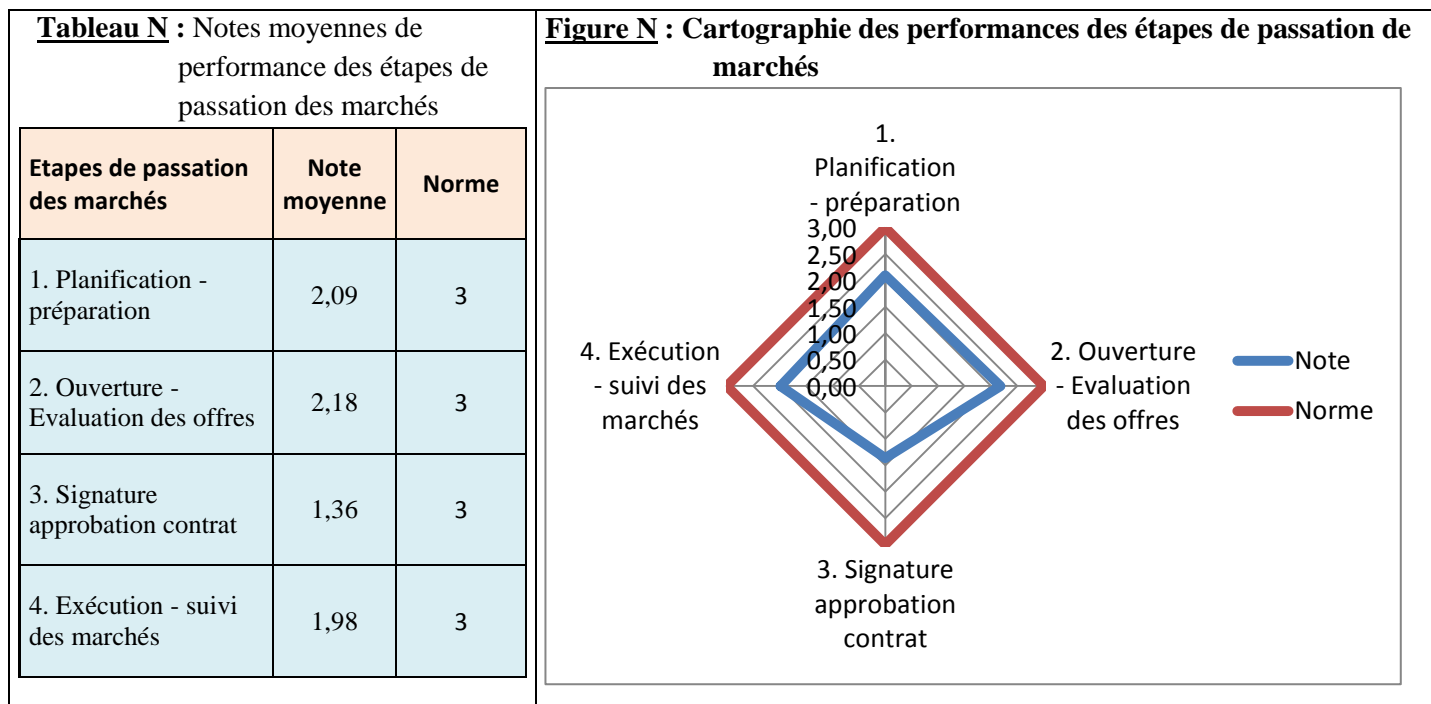 Tableau N : Notes moyennes de
performance des étapes de
passation des marchés
Etapes de passation
des marchés
Note
moyenne
Norme
1. Planification -
préparation
2,09
3
2. Ouverture -
Evaluation des offres
2,18
3
3. Signature
approbation contrat
1,36
3
4. Exécution - suivi
des marchés
1,98
3
Figure N : Cartographie des performances des étapes de passation de
marchés
1.
Planification
- préparation
3,00
2,50
2,00
1,50
1,00
0,50
0,00
2. Ouverture
- Evaluation
des offres
3. Signature
approbation
contrat
4. Exécution
- suivi des
marchés
Note
Norme